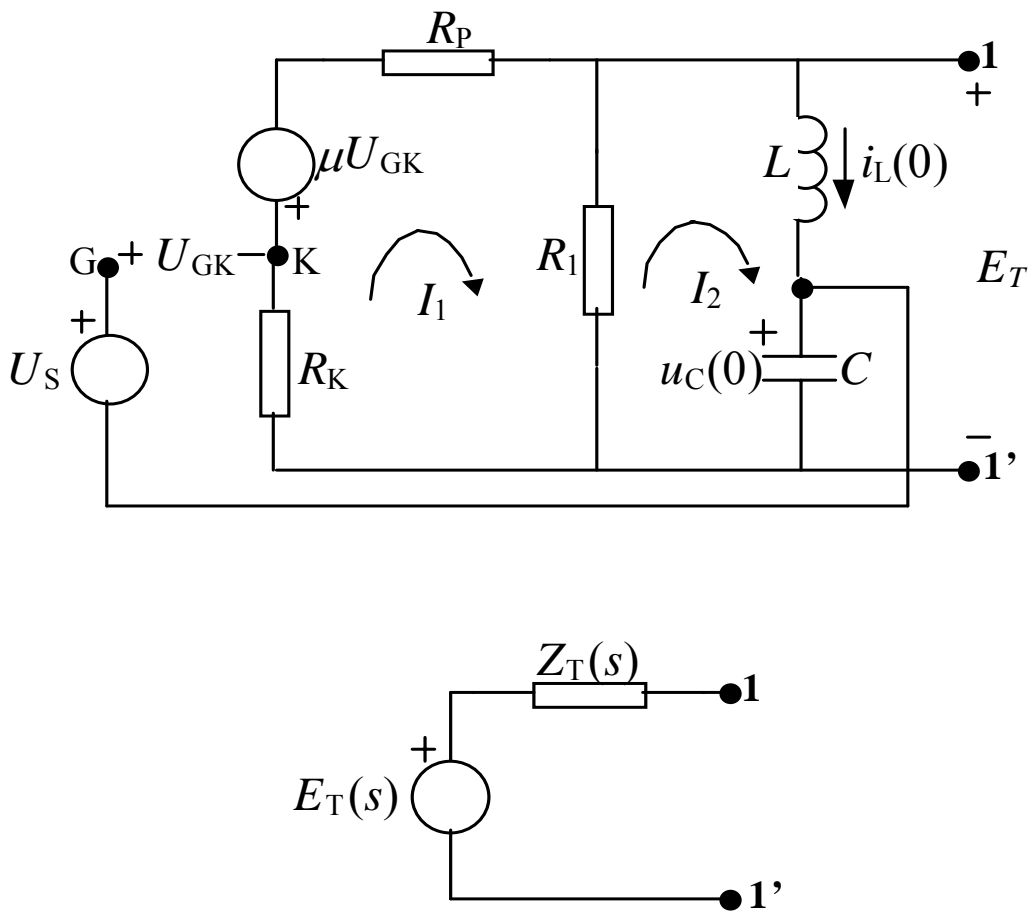 R_P
1
+
μU_GK
L
i_L(0)
+
G + U_GK − K
R_1
E_T
+
I_1
I_2
U_S
R_K
+
u_C(0)
C
−
1’
Z_T(s)
1
+
E_T(s)
1’